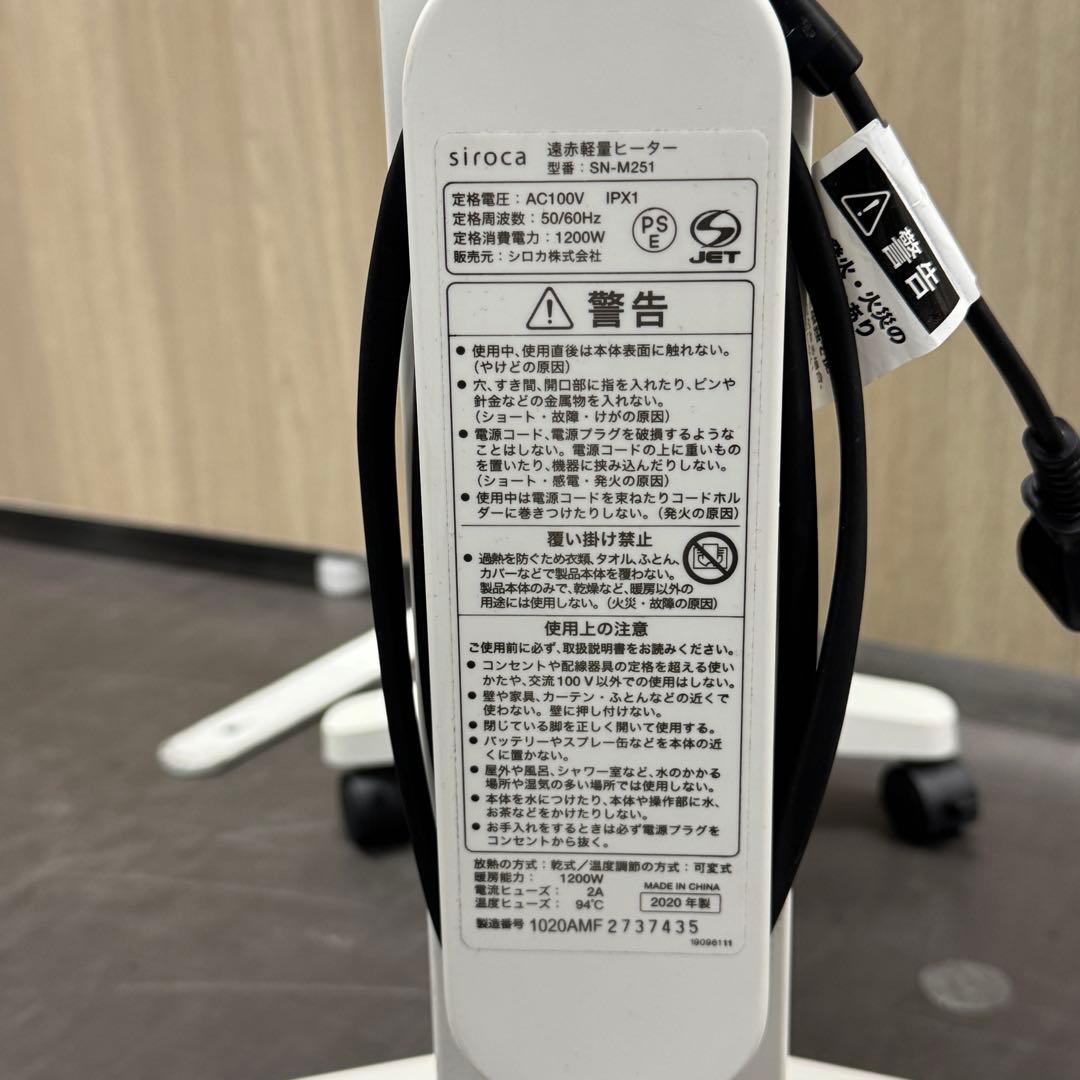 siroca 遠赤軽量ヒーター
型番：SN-M251
定格電圧：AC100V IPX1
定格周波数：50/60Hz
定格消費電力：1200W
販売元：シロカ株式会社
PS
E
JET
警告
● 使用中、使用直後は本体表面に触れない。
（やけどの原因）
● 穴、すき間、開口部に指を入れたり、ピンや
針金などの金属物を入れない。
（ショート・故障・けがの原因）
● 電源コード、電源プラグを破損するような
ことはしない。電源コードの上に重いもの
を置いたり、機器に挟み込んだりしない。
（ショート・感電・発火の原因）
● 使用中は電源コードを束ねたりコードホル
ダーに巻きつけたりしない。（発火の原因）
覆い掛け禁止
● 過熱を防ぐため衣類、タオル、ふとん、
カバーなどで製品本体を覆わない。
製品本体のみで、乾燥など、暖房以外の
用途には使用しない。（火災・故障の原因）
使用上の注意
ご使用前に必ず、取扱説明書をお読みください。
● コンセントや配線器具の定格を超える使い
かたや、交流100V以外での使用はしない。
● 壁や家具、カーテン・ふとんなどの近くで
使わない。壁に押し付けない。
● 閉じている脚を正しく開いて使用する。
● バッテリーやスプレー缶などを本体の近
くに置かない。
● 屋外や風呂、シャワー室など、水のかかる
場所や湿気の多い場所では使用しない。
● 本体を水につけたり、本体や操作部に水、
お茶などをかけたりしない。
● お手入れをするときは必ず電源プラグを
コンセントから抜く。
放熱の方式：乾式／温度調節の方式：可変式
暖房能力： 1200W
電流ヒューズ： 2A
温度ヒューズ： 94℃
MADE IN CHINA
2020 年製
製造番号 1020AMF 2737435
19096111
警告
火・火災の
あり